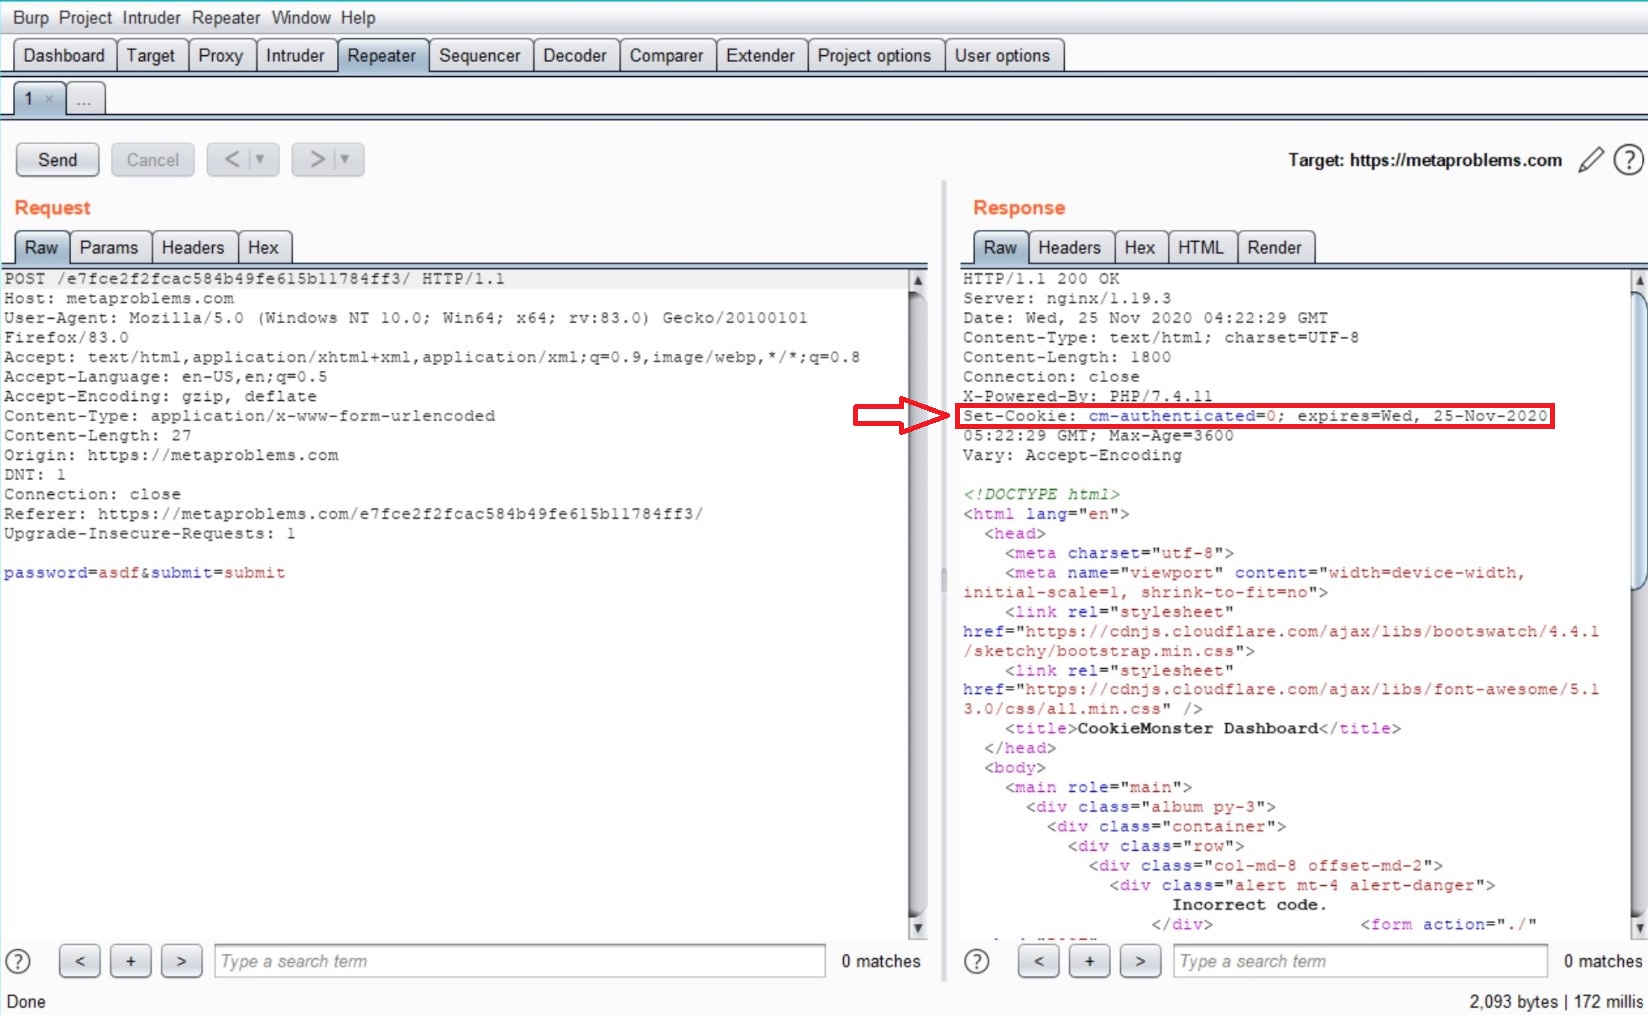 Burp Project Intruder Repeater Window Help
Dashboard Target Proxy Intruder Repeater Sequencer Decoder Comparer Extender Project options User options
1 × ...
Send Cancel < ▼ > ▼ Target: https://metaproblems.com ?
Request
Raw Params Headers Hex
POST /e7fce2f2fcac584b49fe615b11784ff3/ HTTP/1.1
Host: metaproblems.com
User-Agent: Mozilla/5.0 (Windows NT 10.0; Win64; x64; rv:83.0) Gecko/20100101
Firefox/83.0
Accept: text/html,application/xhtml+xml,application/xml;q=0.9,image/webp,*/*;q=0.8
Accept-Language: en-US,en;q=0.5
Accept-Encoding: gzip, deflate
Content-Type: application/x-www-form-urlencoded
Content-Length: 27
Origin: https://metaproblems.com
DNT: 1
Connection: close
Referer: https://metaproblems.com/e7fce2f2fcac584b49fe615b11784ff3/
Upgrade-Insecure-Requests: 1
password=asdf&submit=submit
? < + > Type a search term 0 matches
Response
Raw Headers Hex HTML Render
HTTP/1.1 200 OK
Server: nginx/1.19.3
Date: Wed, 25 Nov 2020 04:22:29 GMT
Content-Type: text/html; charset=UTF-8
Content-Length: 1800
Connection: close
X-Powered-By: PHP/7.4.11
Set-Cookie: cm-authenticated=0; expires=Wed, 25-Nov-2020
05:22:29 GMT; Max-Age=3600
Vary: Accept-Encoding
<!DOCTYPE html>
<html lang="en">
<head>
<meta charset="utf-8">
<meta name="viewport" content="width=device-width,
initial-scale=1, shrink-to-fit=no">
<link rel="stylesheet"
href="https://cdnjs.cloudflare.com/ajax/libs/bootswatch/4.4.1
/sketchy/bootstrap.min.css">
<link rel="stylesheet"
href="https://cdnjs.cloudflare.com/ajax/libs/font-awesome/5.1
3.0/css/all.min.css" />
<title>CookieMonster Dashboard</title>
</head>
<body>
<main role="main">
<div class="album py-3">
<div class="container">
<div class="row">
<div class="col-md-8 offset-md-2">
<div class="alert mt-4 alert-danger">
Incorrect code.
</div> <form action="./"
? < + > Type a search term 0 matches
Done 2,093 bytes | 172 millis